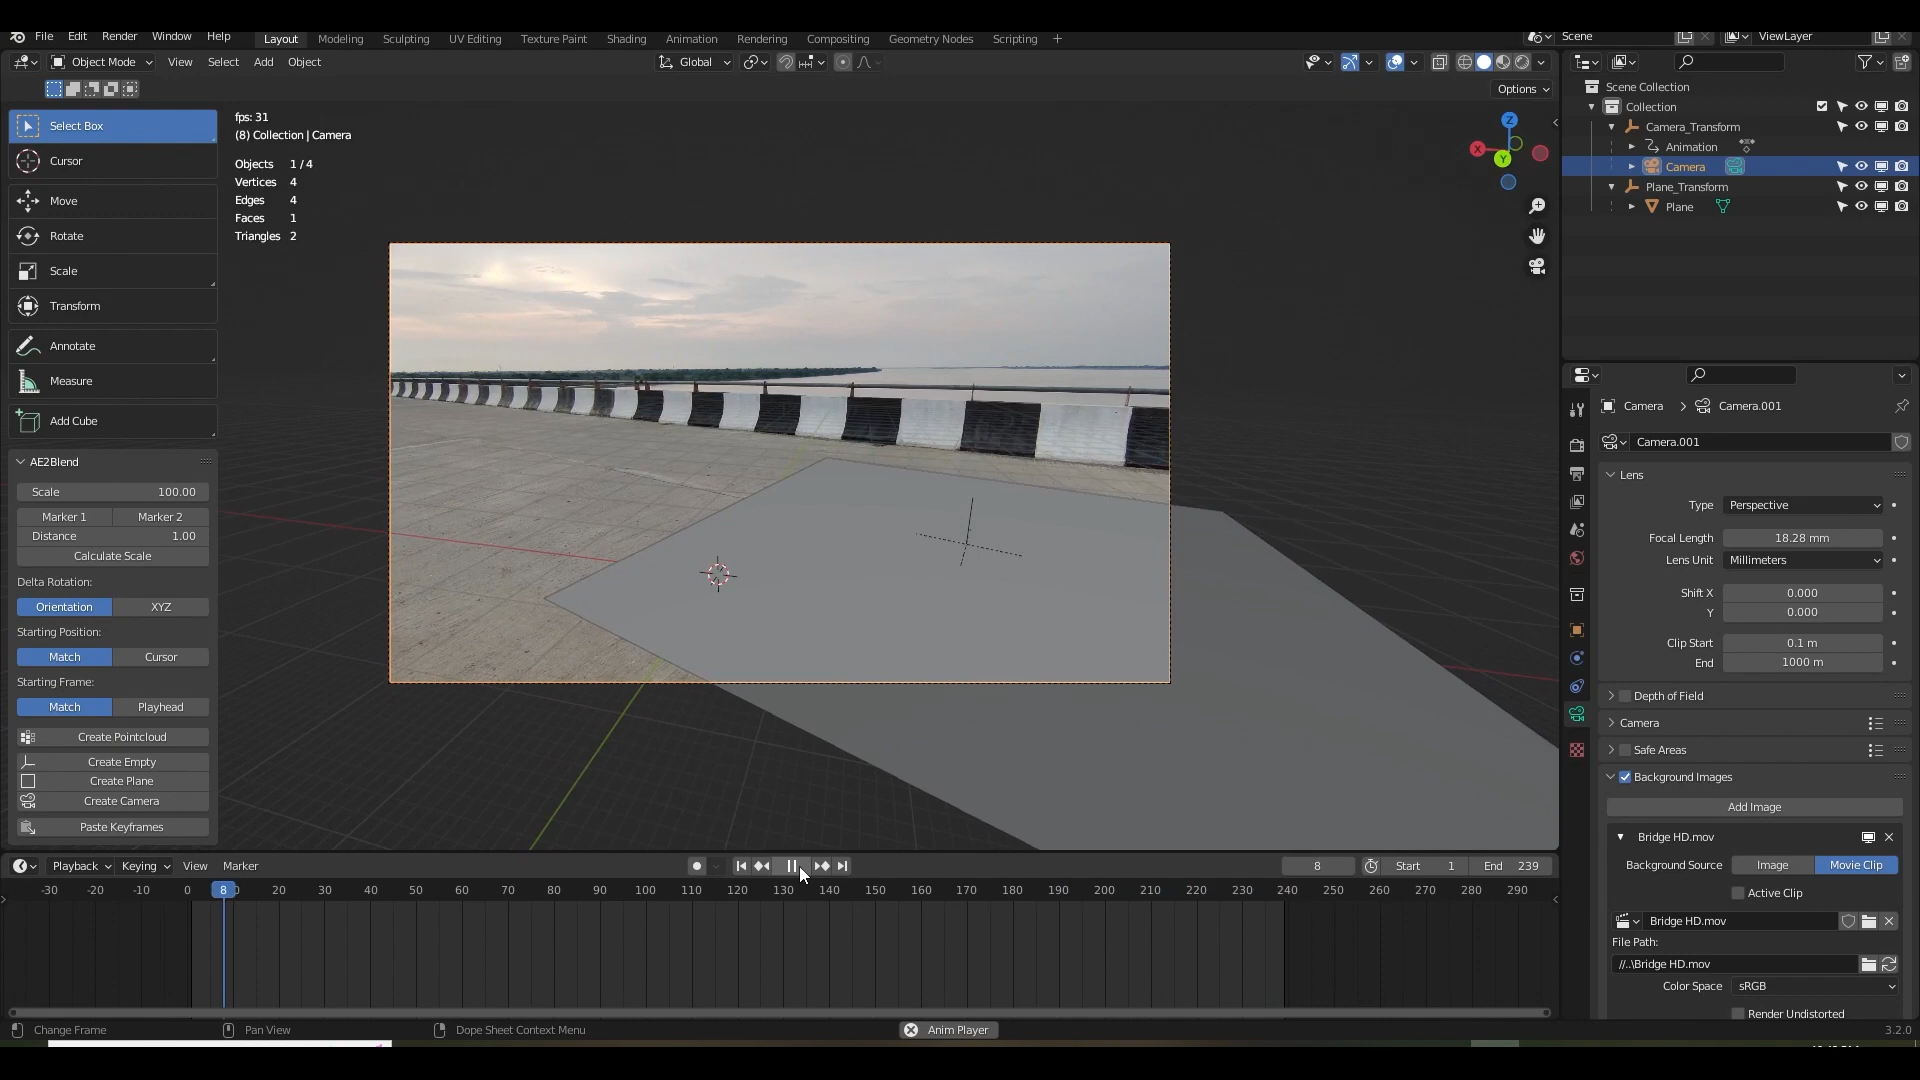 File Edit Render Window Help Layout Modeling Sculpting UV Editing Texture Paint Shading Animation Rendering Compositing Geometry Nodes Scripting + Scene ViewLayer
Object Mode View Select Add Object Global
Options
Select Box
Cursor
Move
Rotate
Scale
Transform
Annotate
Measure
Add Cube
AE2Blend
Scale 100.00
Marker 1 Marker 2
Distance 1.00
Calculate Scale
Delta Rotation:
Orientation XYZ
Starting Position:
Match Cursor
Starting Frame:
Match Playhead
Create Pointcloud
Create Empty
Create Plane
Create Camera
Paste Keyframes
fps: 31
(8) Collection | Camera
Objects 1 / 4
Vertices 4
Edges 4
Faces 1
Triangles 2
Z
X
Y
Scene Collection
Collection
Camera_Transform
Animation
Camera
Plane_Transform
Plane
Camera > Camera.001
Camera.001
Lens
Type Perspective
Focal Length 18.28 mm
Lens Unit Millimeters
Shift X 0.000
Y 0.000
Clip Start 0.1 m
End 1000 m
Depth of Field
Camera
Safe Areas
Background Images
Add Image
Bridge HD.mov
Background Source Image Movie Clip
Active Clip
Bridge HD.mov
File Path:
//..\Bridge HD.mov
Color Space sRGB
Render Undistorted
Playback Keying View Marker 8 Start 1 End 239
-30 -20 -10 0 8 20 30 40 50 60 70 80 90 100 110 120 130 140 150 160 170 180 190 200 210 220 230 240 250 260 270 280 290
Change Frame Pan View Dope Sheet Context Menu Anim Player 3.2.0